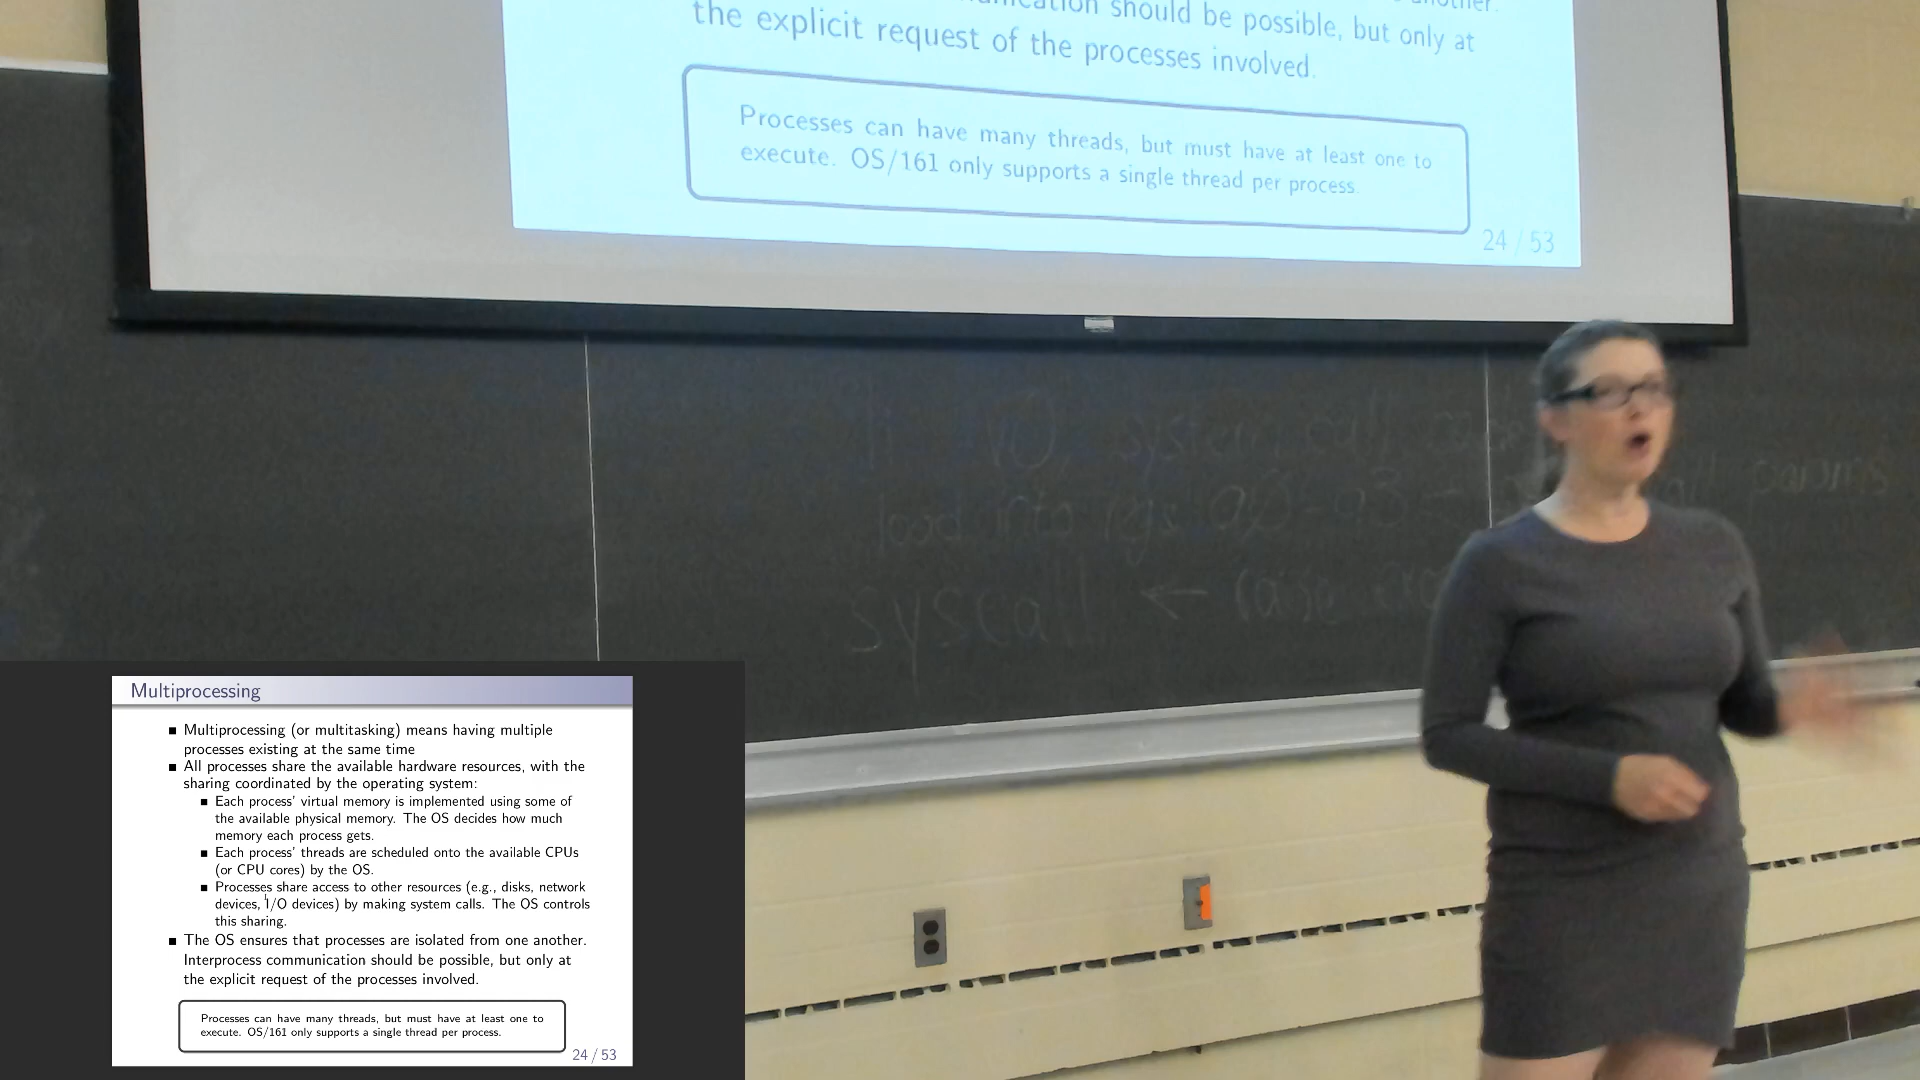 the explicit request of the processes involved.
should be possible, but only at
Processes can have many threads, but must have at least one to
execute. OS/161 only supports a single thread per process.
24 / 53
system call
load into regs a0-a3
params
syscall ← raise
Multiprocessing
■ Multiprocessing (or multitasking) means having multiple
processes existing at the same time
■ All processes share the available hardware resources, with the
sharing coordinated by the operating system:
■ Each process' virtual memory is implemented using some of
the available physical memory. The OS decides how much
memory each process gets.
■ Each process' threads are scheduled onto the available CPUs
(or CPU cores) by the OS.
■ Processes share access to other resources (e.g., disks, network
devices, I/O devices) by making system calls. The OS controls
this sharing.
■ The OS ensures that processes are isolated from one another.
Interprocess communication should be possible, but only at
the explicit request of the processes involved.
Processes can have many threads, but must have at least one to
execute. OS/161 only supports a single thread per process.
24 / 53